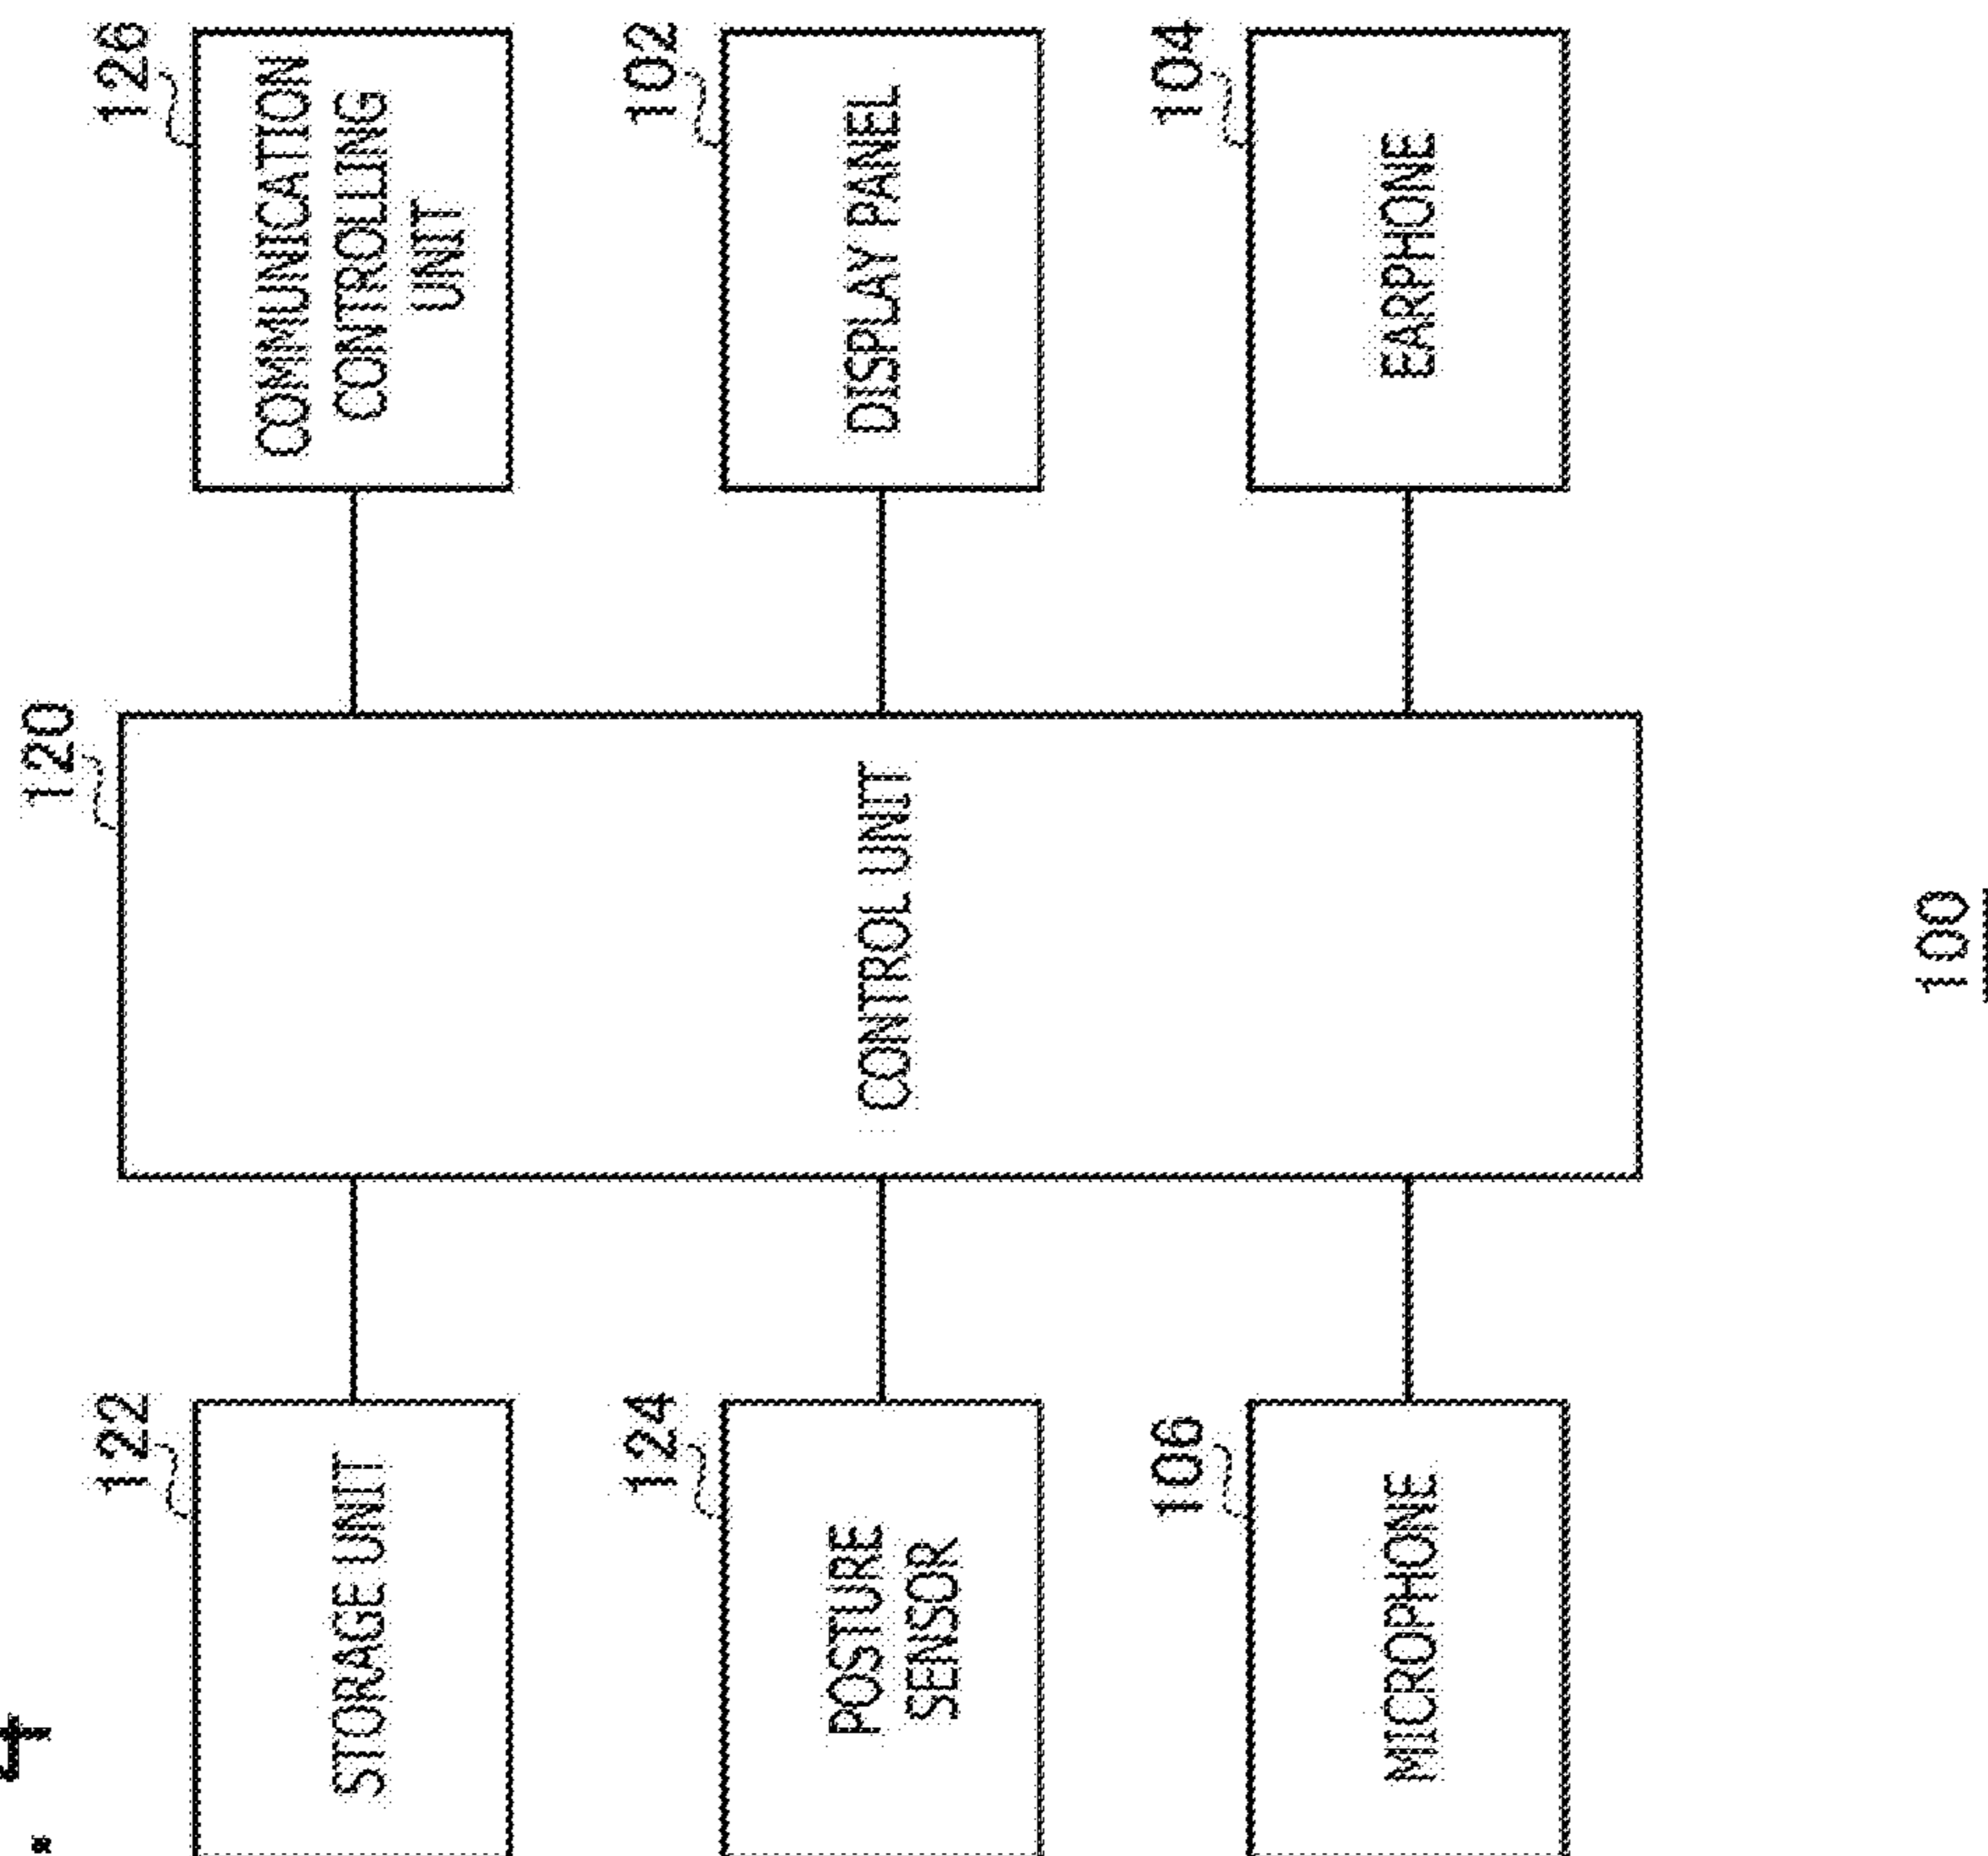 120
122
STORAGE UNIT
126
COMMUNICATION
CONTROLLING
UNIT
124
POSTURE
SENSOR
CONTROL UNIT
102
DISPLAY PANEL
106
MICROPHONE
104
EARPHONE
100